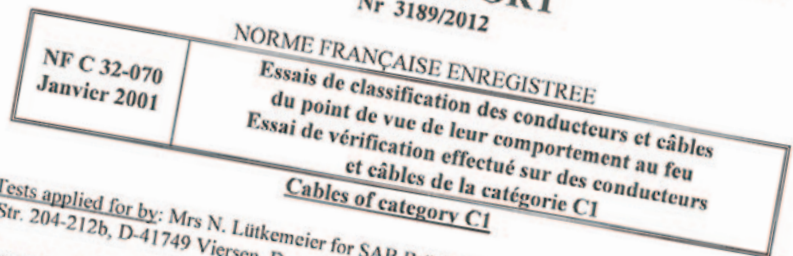 Nr 3189/2012
NORME FRANÇAISE ENREGISTREE
NF C 32-070
Janvier 2001
Essais de classification des conducteurs et câbles
du point de vue de leur comportement au feu
Essai de vérification effectué sur des conducteurs
et câbles de la catégorie C1
Cables of category C1
Tests applied for by: Mrs N. Lütkemeier for
Str. 204-212b, D-41749 Viersen,